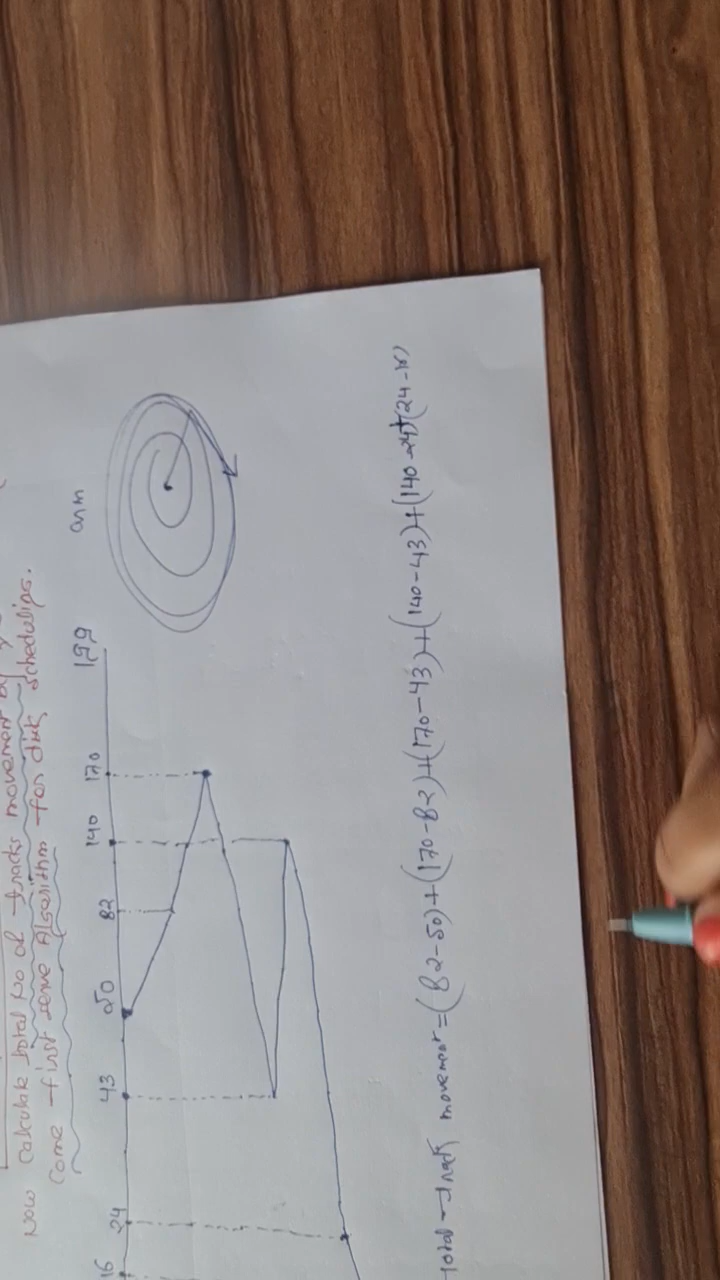 Now Calculate total No of tracks movement by
Come first serve Algorithm for disk scheduling.
16 24 43 50 82 140 170 199
arm
total track movement = (82-50)+(170-82)+(170-43)+(140-43)+(140-24)+(24-16)